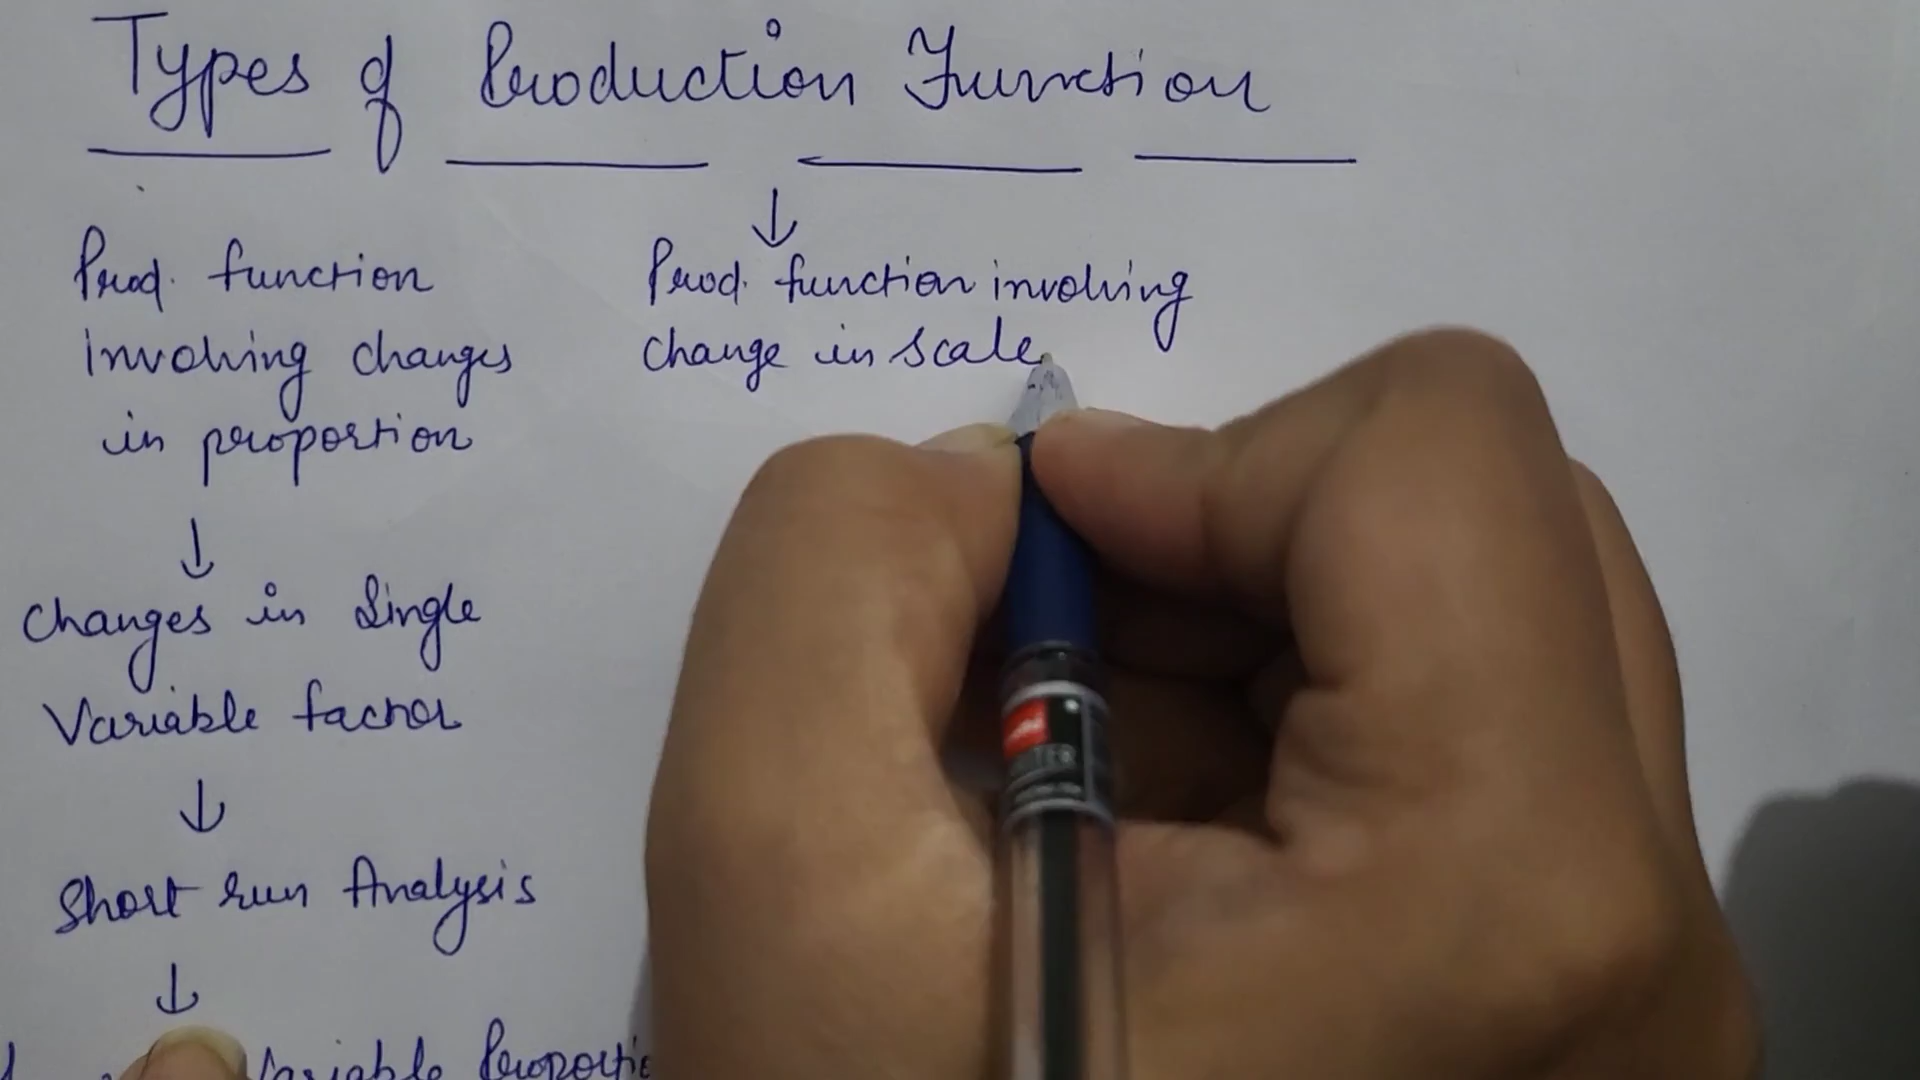 Types of Production Function
Prod. function
involving changes
in proportion
Changes in Single
Variable factor
Short run Analysis
Variable
Prod. function involving
change in scale